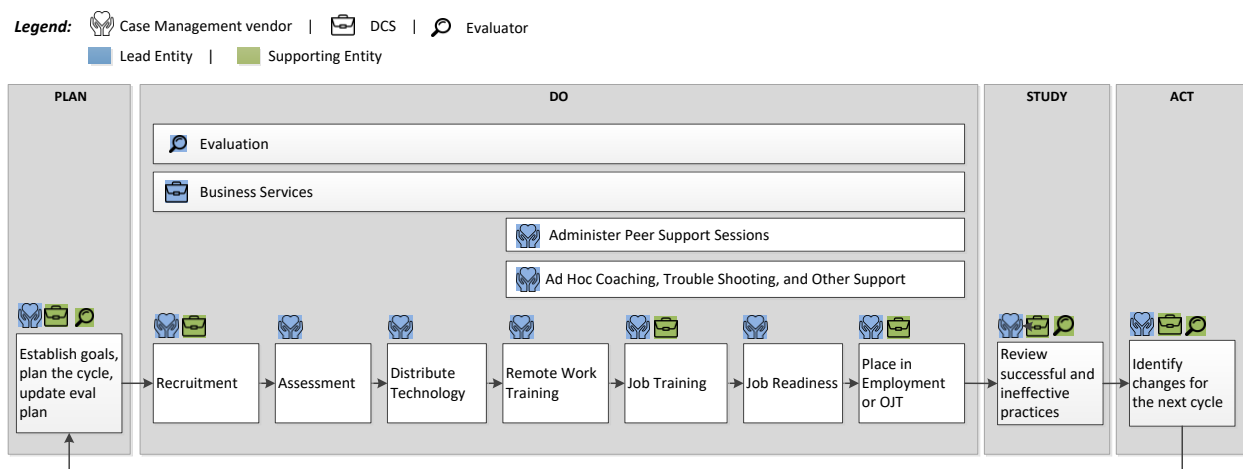 Legend: Case Management vendor | DCS | Evaluator
Lead Entity | Supporting Entity
PLAN
DO
STUDY
ACT
Evaluation
Business Services
Administer Peer Support Sessions
Ad Hoc Coaching, Trouble Shooting, and Other Support
Establish goals,
plan the cycle,
update eval
plan
Recruitment
Assessment
Distribute
Technology
Remote Work
Training
Job Training
Job Readiness
Place in
Employment
or OJT
Review
successful and
ineffective
practices
Identify
changes for
the next cycle